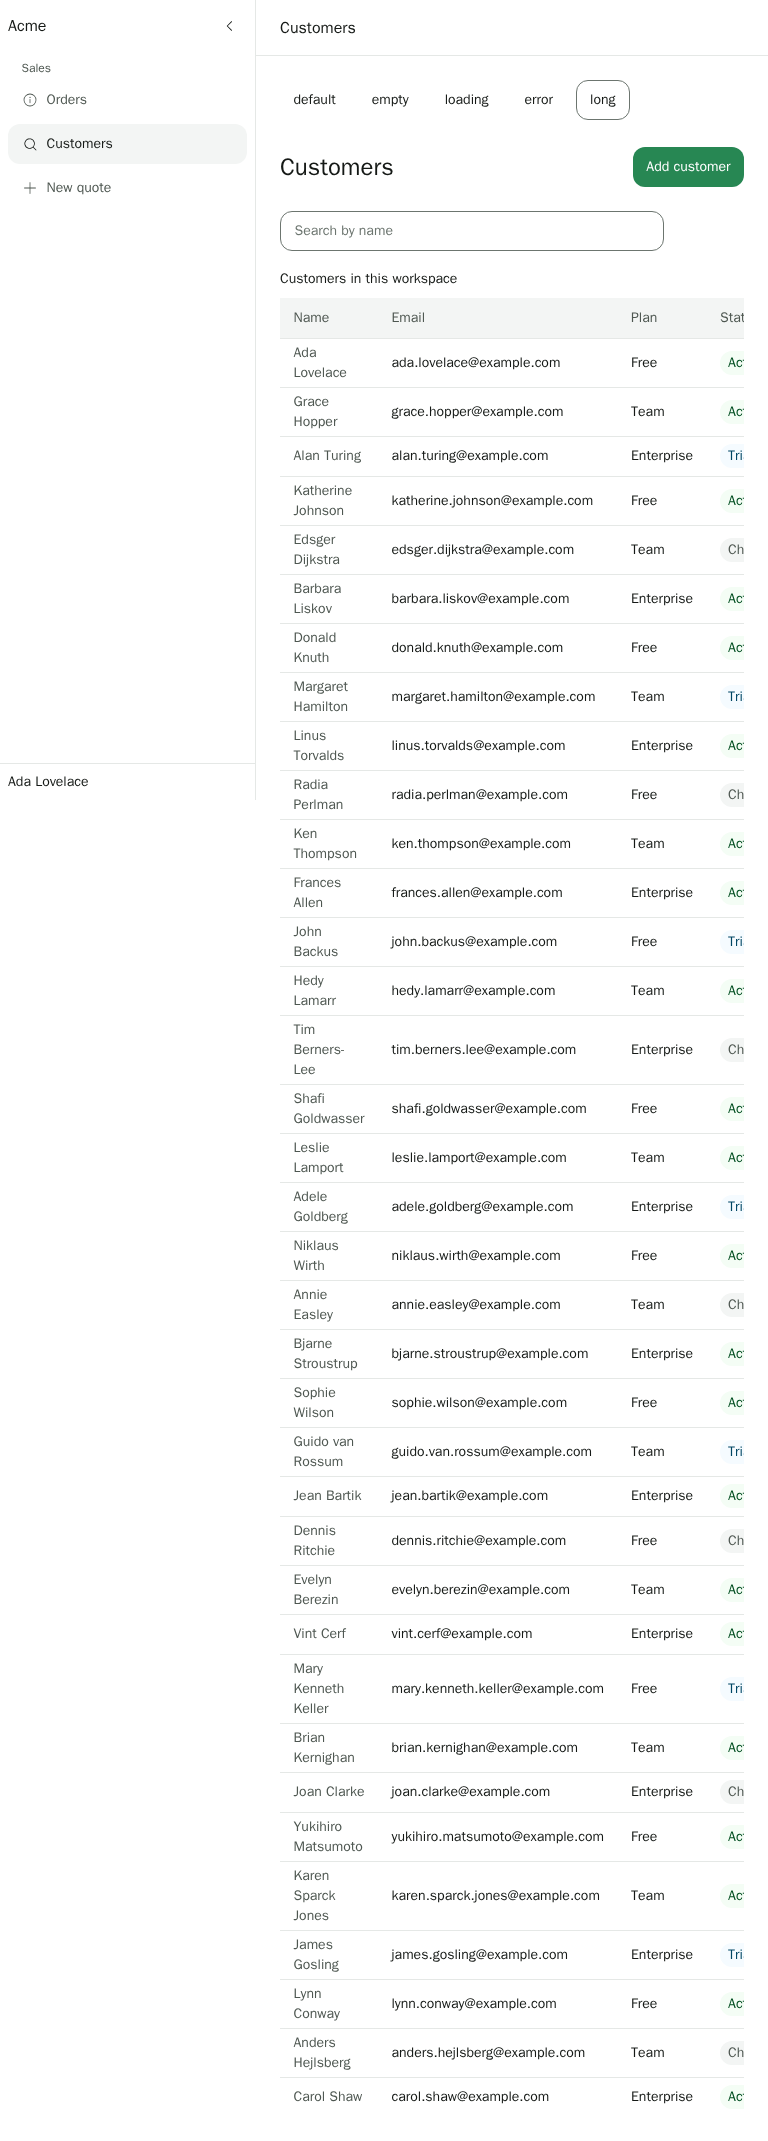 Acme
Sales
Orders
Customers
New quote
Ada Lovelace
Customers
default empty loading error long
Customers
Add customer
Search by name
Customers in this workspace
Name Email Plan
Ada
Lovelace
ada.lovelace@example.com Free
Grace
Hopper
grace.hopper@example.com Team
Alan Turing alan.turing@example.com Enterprise
Katherine
Johnson
katherine.johnson@example.com Free
Edsger
Dijkstra
edsger.dijkstra@example.com Team
Barbara
Liskov
barbara.liskov@example.com Enterprise
Donald
Knuth
donald.knuth@example.com Free
Margaret
Hamilton
margaret.hamilton@example.com Team
Linus
Torvalds
linus.torvalds@example.com Enterprise
Radia
Perlman
radia.perlman@example.com Free
Ken
Thompson
ken.thompson@example.com Team
Frances
Allen
frances.allen@example.com Enterprise
John
Backus
john.backus@example.com Free
Hedy
Lamarr
hedy.lamarr@example.com Team
Tim
Berners-
Lee
tim.berners.lee@example.com Enterprise
Shafi
Goldwasser
shafi.goldwasser@example.com Free
Leslie
Lamport
leslie.lamport@example.com Team
Adele
Goldberg
adele.goldberg@example.com Enterprise
Niklaus
Wirth
niklaus.wirth@example.com Free
Annie
Easley
annie.easley@example.com Team
Bjarne
Stroustrup
bjarne.stroustrup@example.com Enterprise
Sophie
Wilson
sophie.wilson@example.com Free
Guido van
Rossum
guido.van.rossum@example.com Team
Jean Bartik jean.bartik@example.com Enterprise
Dennis
Ritchie
dennis.ritchie@example.com Free
Evelyn
Berezin
evelyn.berezin@example.com Team
Vint Cerf vint.cerf@example.com Enterprise
Mary
Kenneth
Keller
mary.kenneth.keller@example.com Free
Brian
Kernighan
brian.kernighan@example.com Team
Joan Clarke joan.clarke@example.com Enterprise
Yukihiro
Matsumoto
yukihiro.matsumoto@example.com Free
Karen
Sparck
Jones
karen.sparck.jones@example.com Team
James
Gosling
james.gosling@example.com Enterprise
Lynn
Conway
lynn.conway@example.com Free
Anders
Hejlsberg
anders.hejlsberg@example.com Team
Carol Shaw carol.shaw@example.com Enterprise